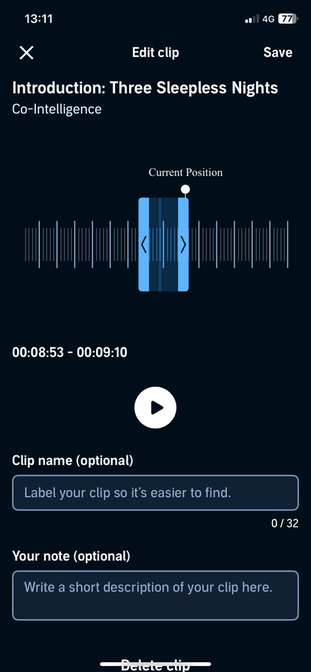 13:11
4G 77
Edit clip
Save
Introduction: Three Sleepless Nights
Co-Intelligence
Current Position
00:08:53 - 00:09:10
Clip name (optional)
Label your clip so it's easier to find.
0 / 32
Your note (optional)
Write a short description of your clip here.
Delete clip